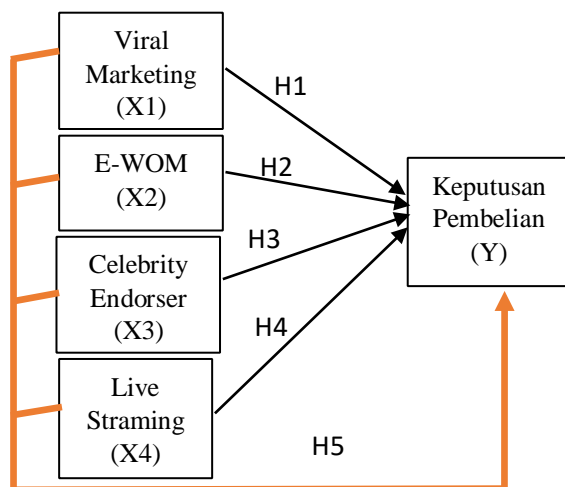 Viral
Marketing
(X1)
H1
E-WOM
(X2)
H2
Keputusan
Pembelian
(Y)
Celebrity
Endorser
(X3)
H3
Live
Straming
(X4)
H4
H5